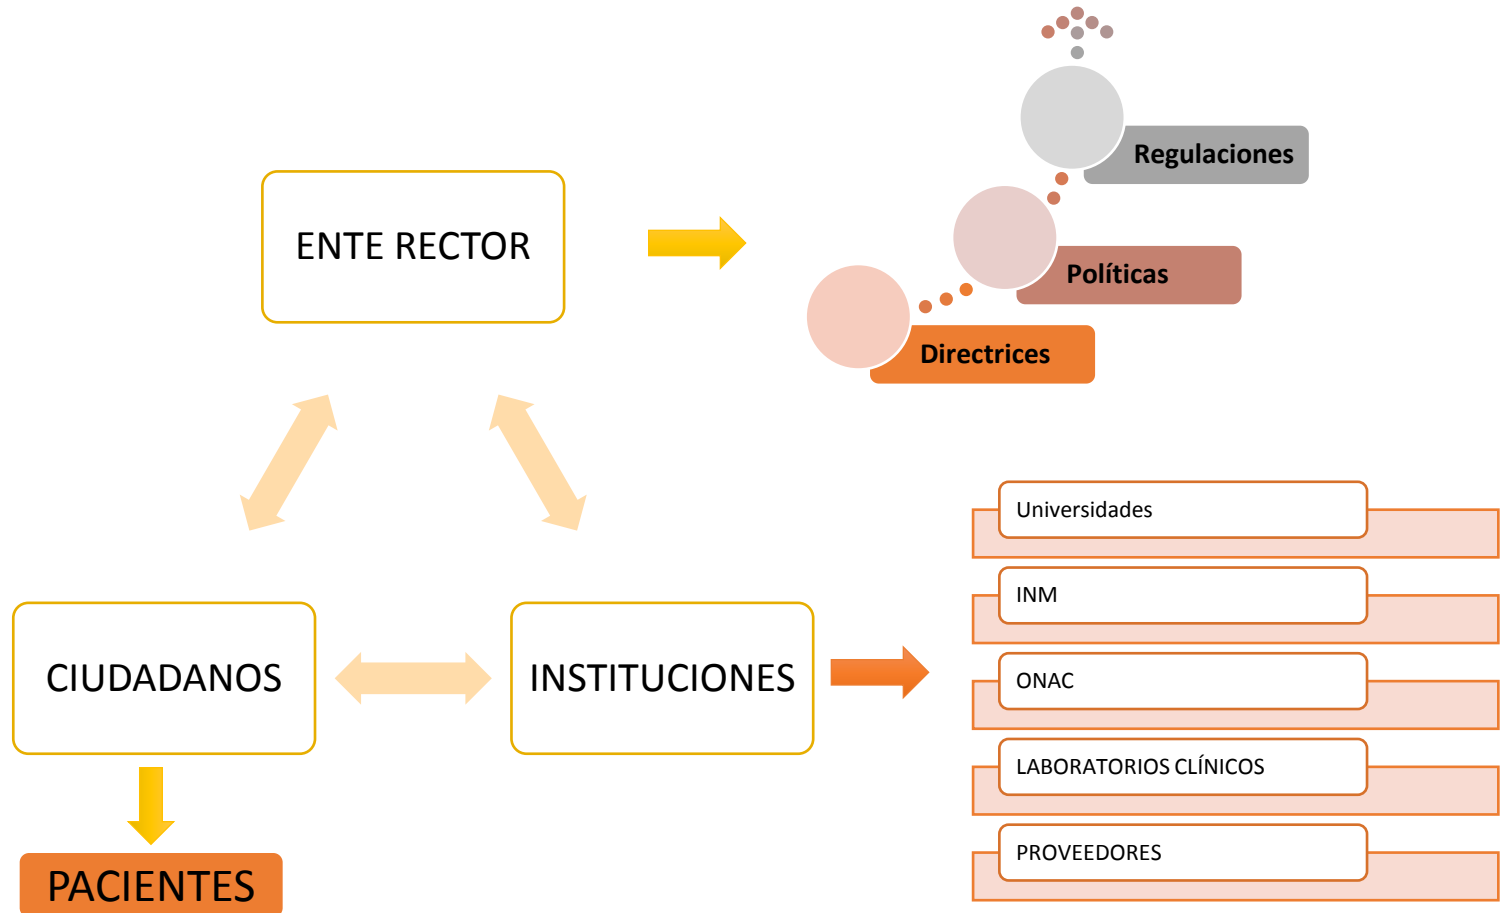 Regulaciones
ENTE RECTOR
Políticas
Directrices
Universidades
INM
CIUDADANOS
INSTITUCIONES
ONAC
LABORATORIOS CLÍNICOS
PROVEEDORES
PACIENTES